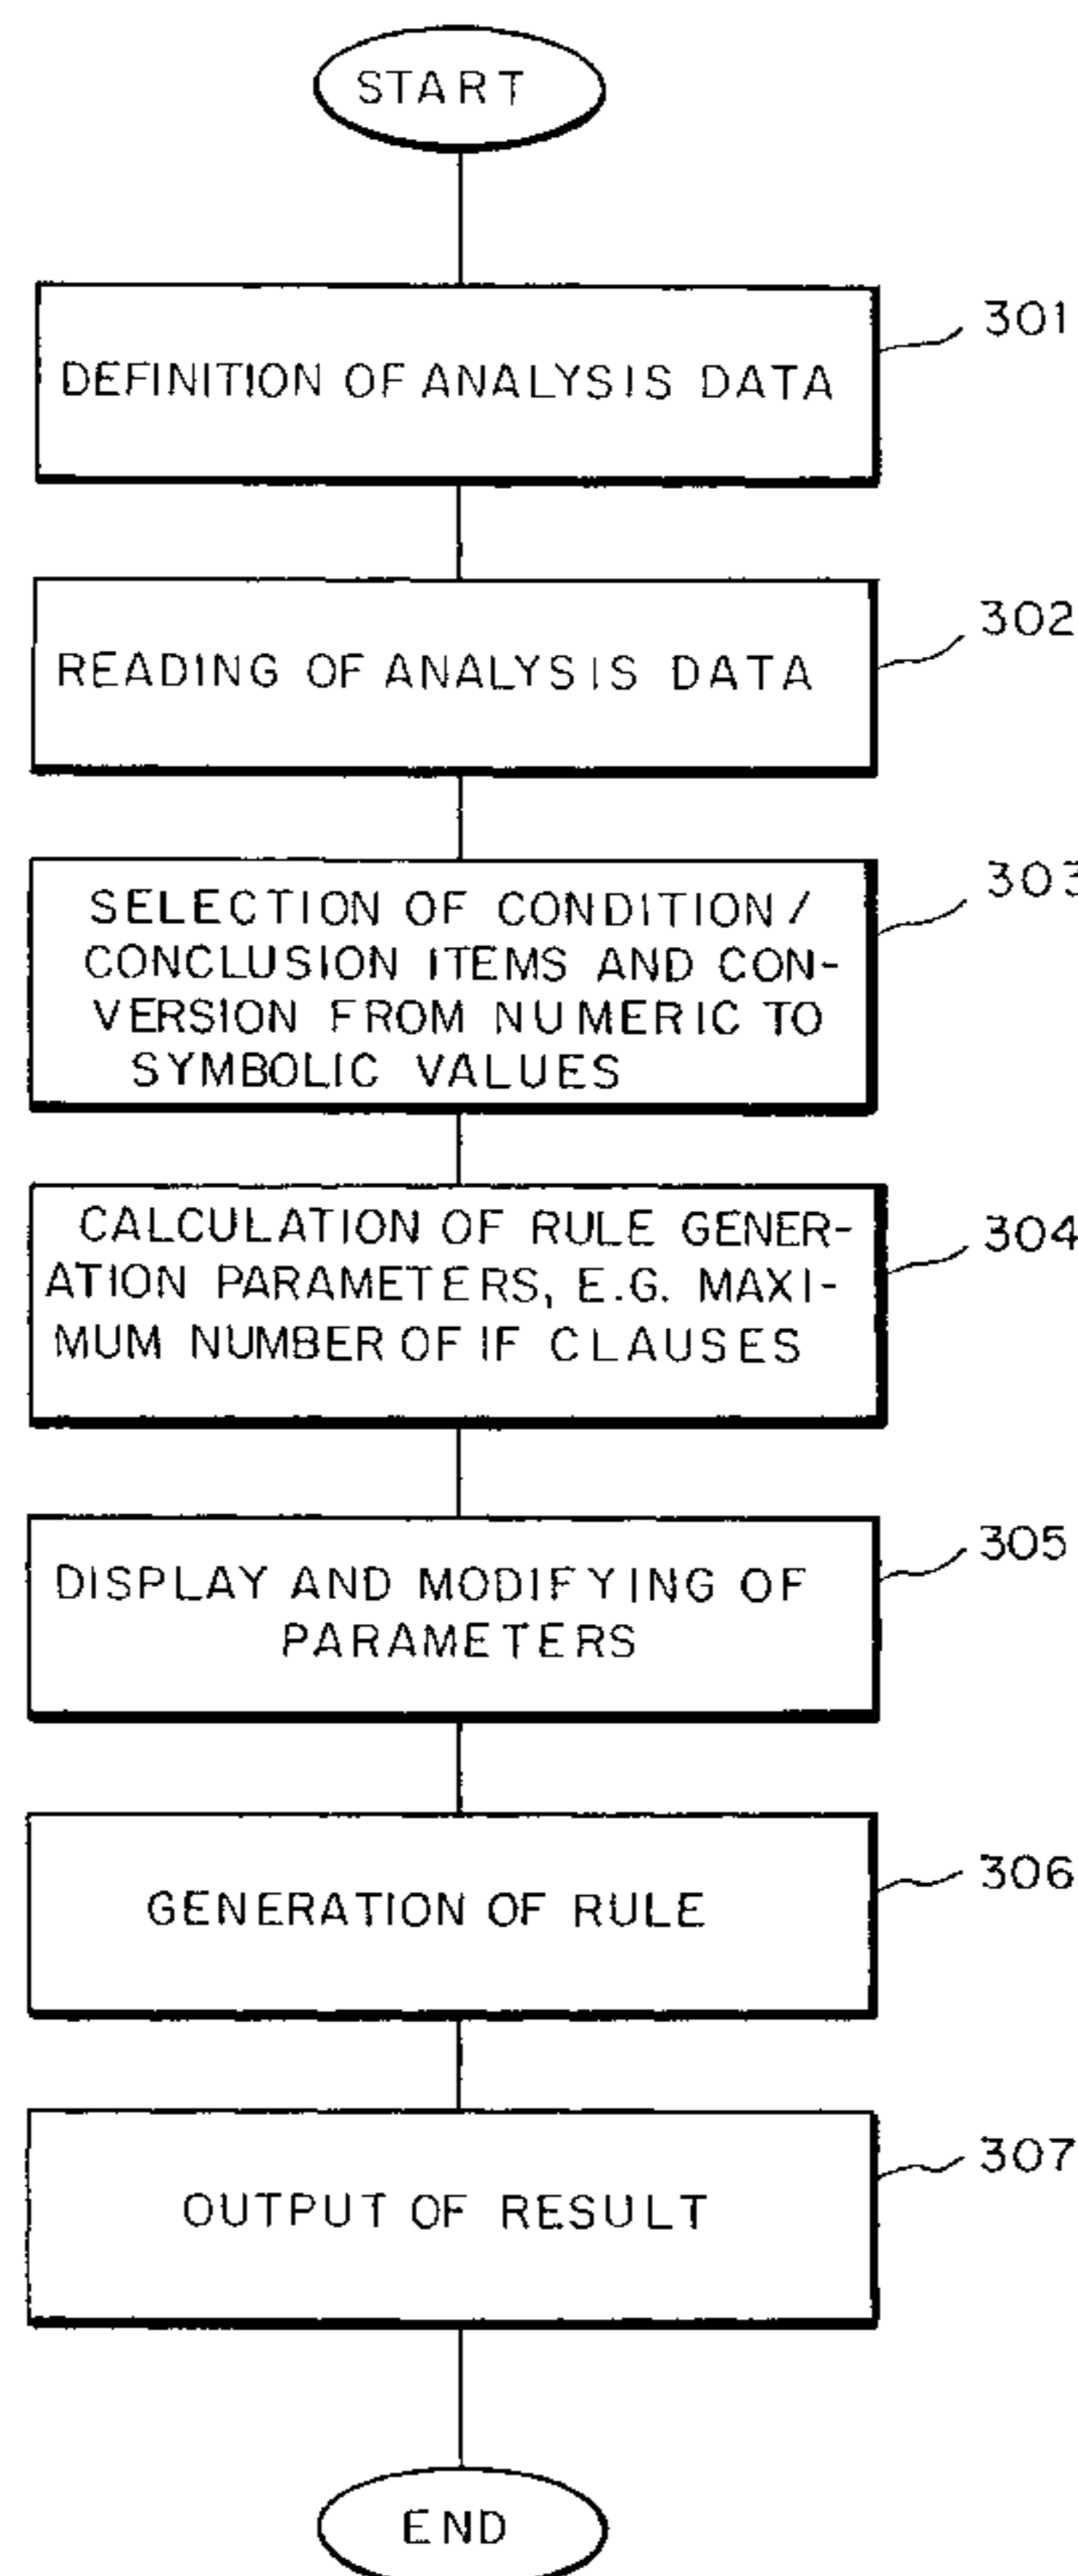 START
301
DEFINITION OF ANALYSIS DATA
302
READING OF ANALYSIS DATA
303
SELECTION OF CONDITION/
CONCLUSION ITEMS AND CON-
VERSION FROM NUMERIC TO
SYMBOLIC VALUES
304
CALCULATION OF RULE GENER-
ATION PARAMETERS, E.G. MAXI-
MUM NUMBER OF IF CLAUSES
305
DISPLAY AND MODIFYING OF
PARAMETERS
306
GENERATION OF RULE
307
OUTPUT OF RESULT
END